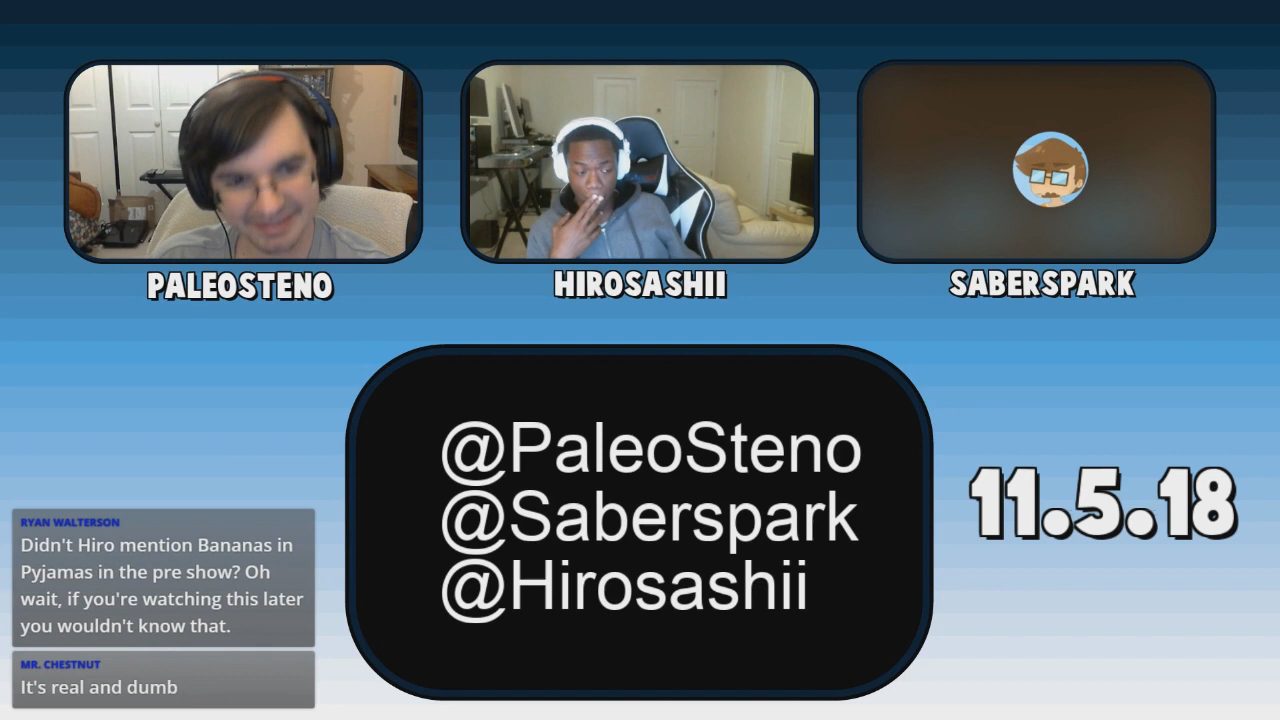 PALEOSTENO
HIROSASHII
SABERSPARK
@PaleoSteno
@Saberspark
@Hirosashii
11.5.18
RYAN WALTERSON
Didn't Hiro mention Bananas in
Pyjamas in the pre show? Oh
wait, if you're watching this later
you wouldn't know that.
MR. CHESTNUT
It's real and dumb